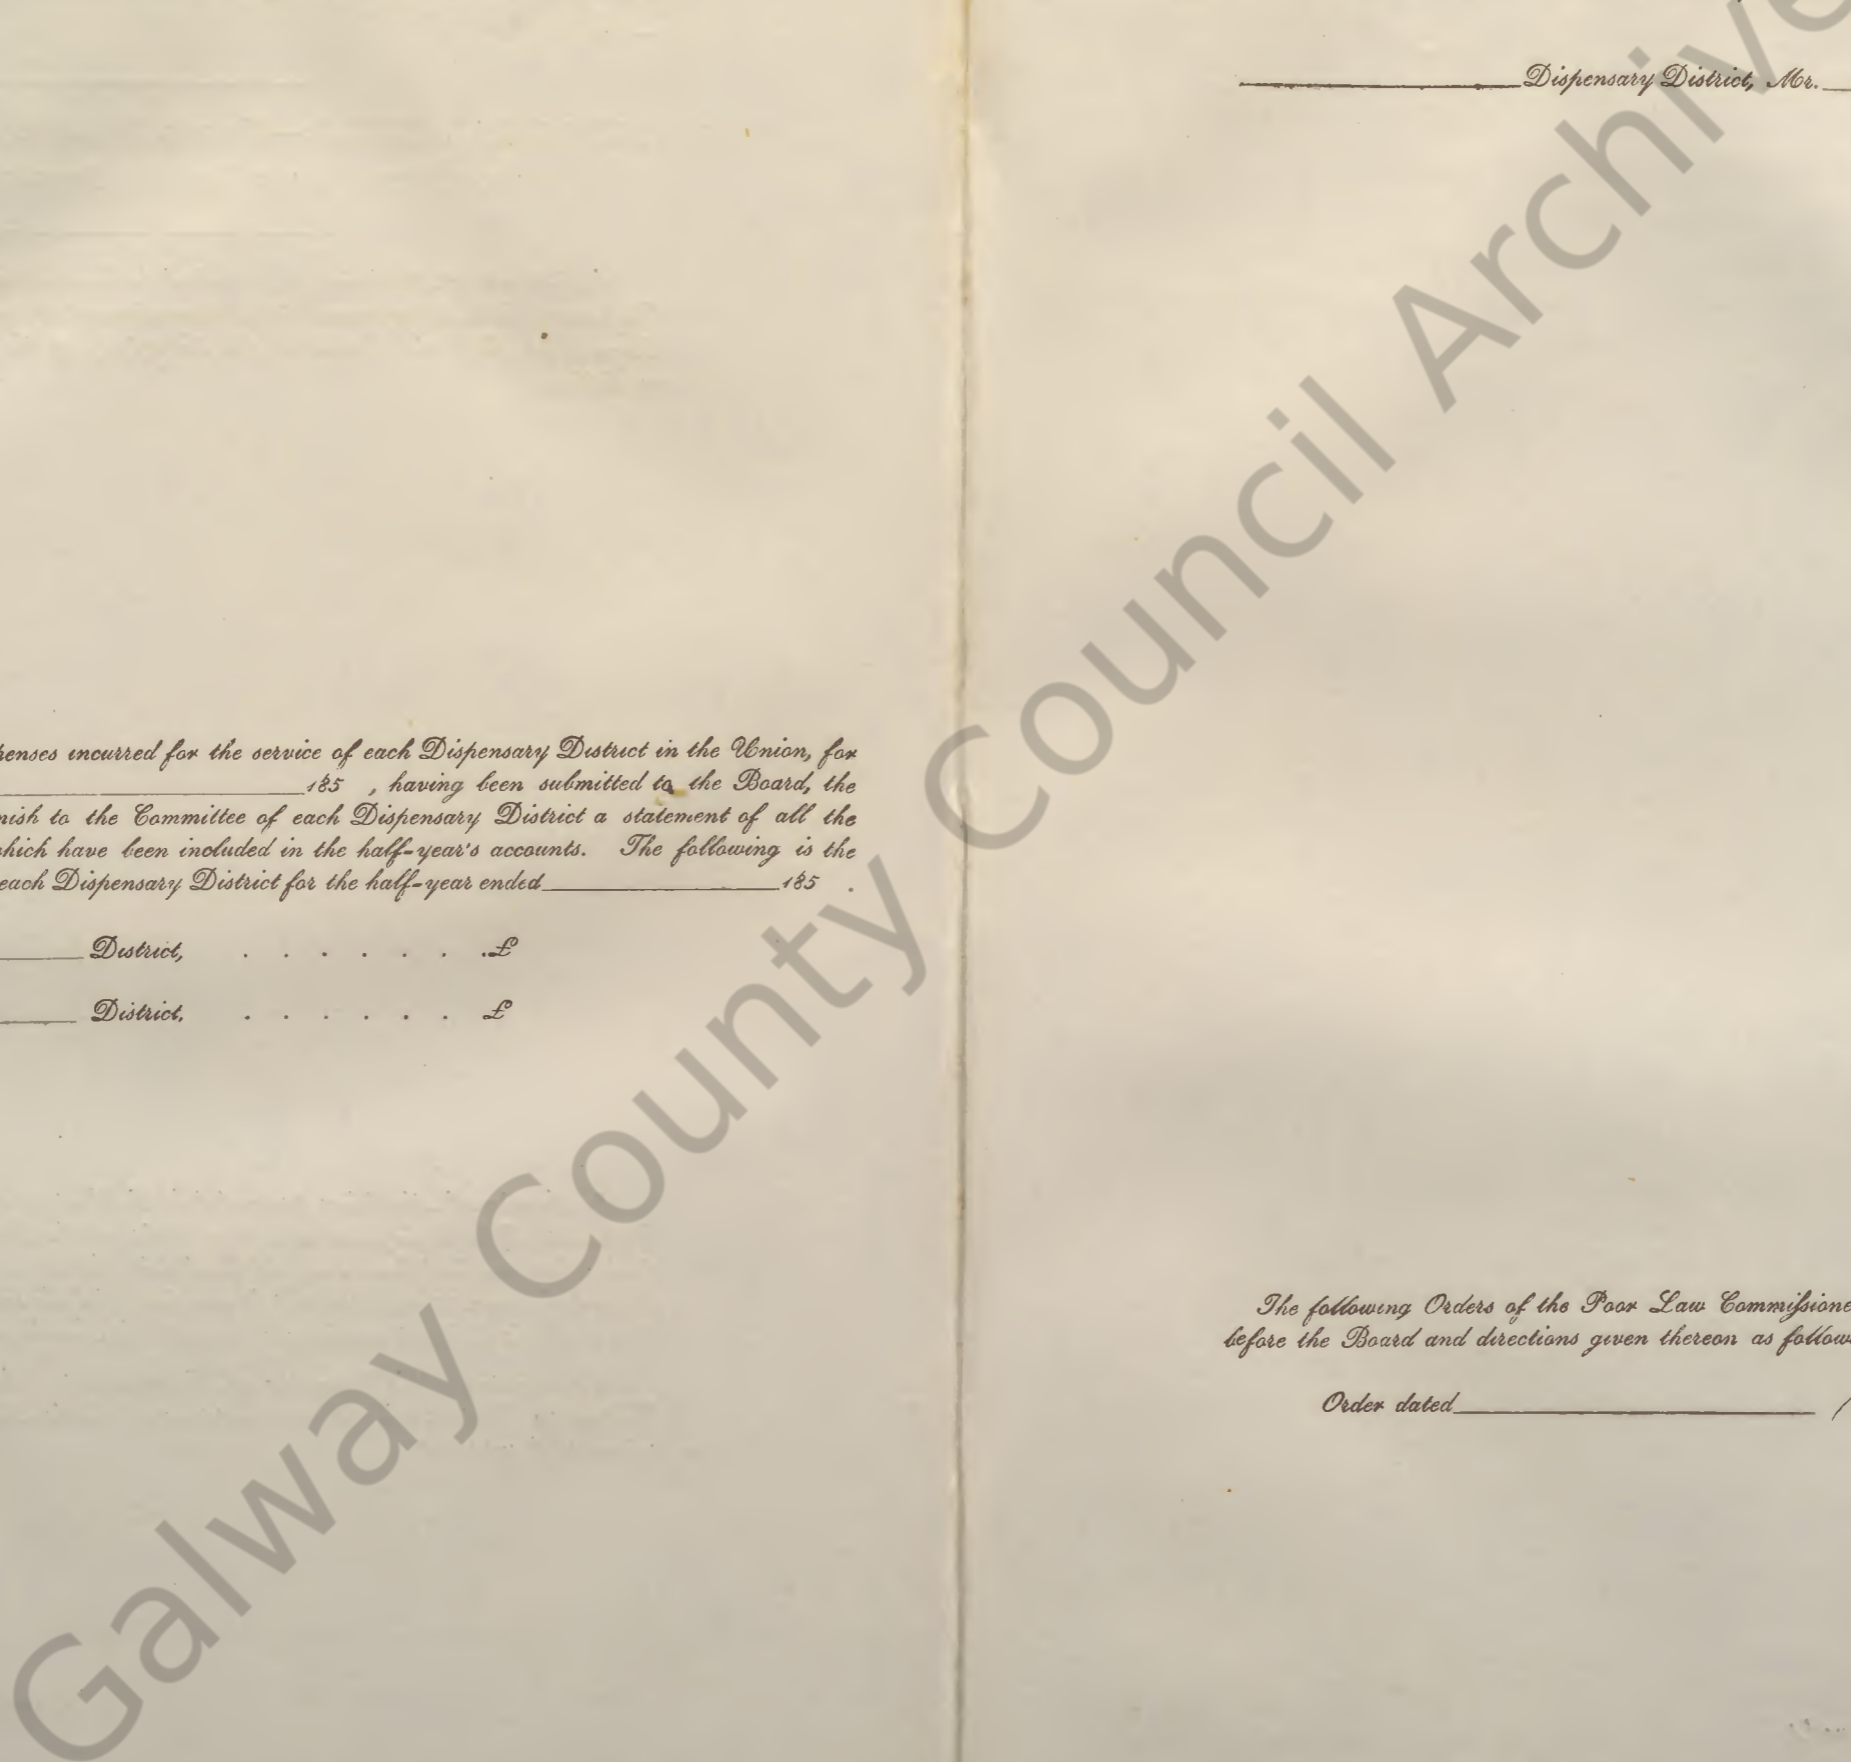 penses incurred for the service of each Dispensary District in the Union, for
185 , having been submitted to the Board, the
nish to the Committee of each Dispensary District a statement of all the
which have been included in the half-year's accounts. The following is the
each Dispensary District for the half-year ended 185 .
District, . . . . . . . £
District. . . . . . . £
Dispensary District, Mr.
The following Orders of the Poor Law Commissione
before the Board and directions given thereon as follow
Order dated
Galway County Council Archive